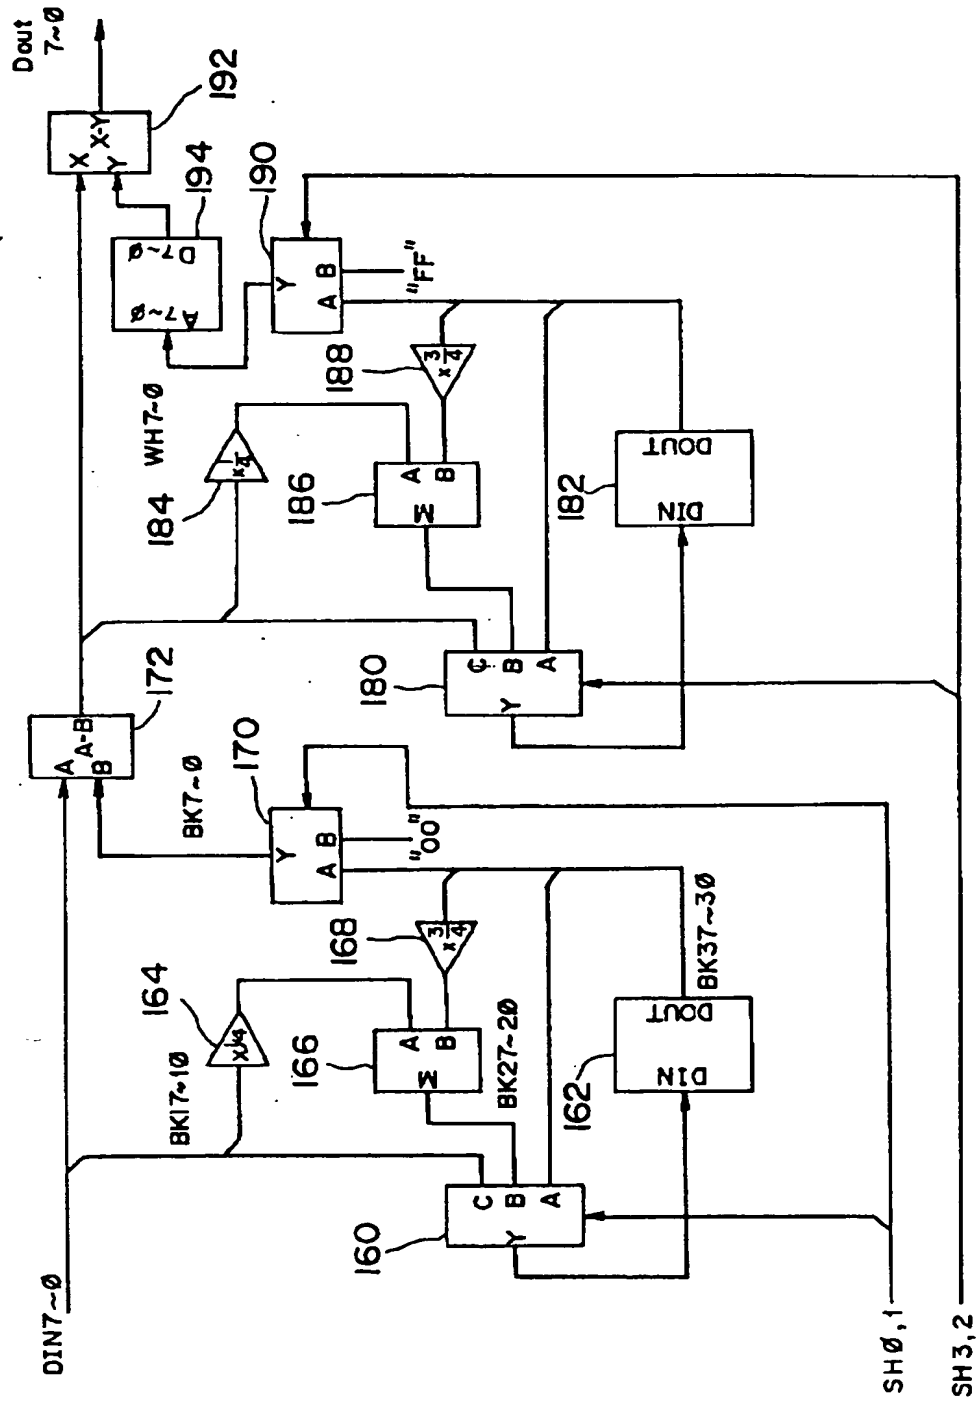 DIN7~0
BK17~10
164
x1/4
166
A
B
M
168
x3/4
BK27~20
160
C
B
A
Y
162
DIN
DOUT
BK37~30
BK7~0
170
Y
A
B
"00"
172
A
A-B
B
WH7~0
184
x1/4
186
A
B
M
188
x3/4
180
C
B
A
Y
182
DIN
DOUT
190
Y
A
B
"FF"
194
A7~0
D7~0
192
X
X-Y
Y
Dout
7~0
SH0,1
SH3,2